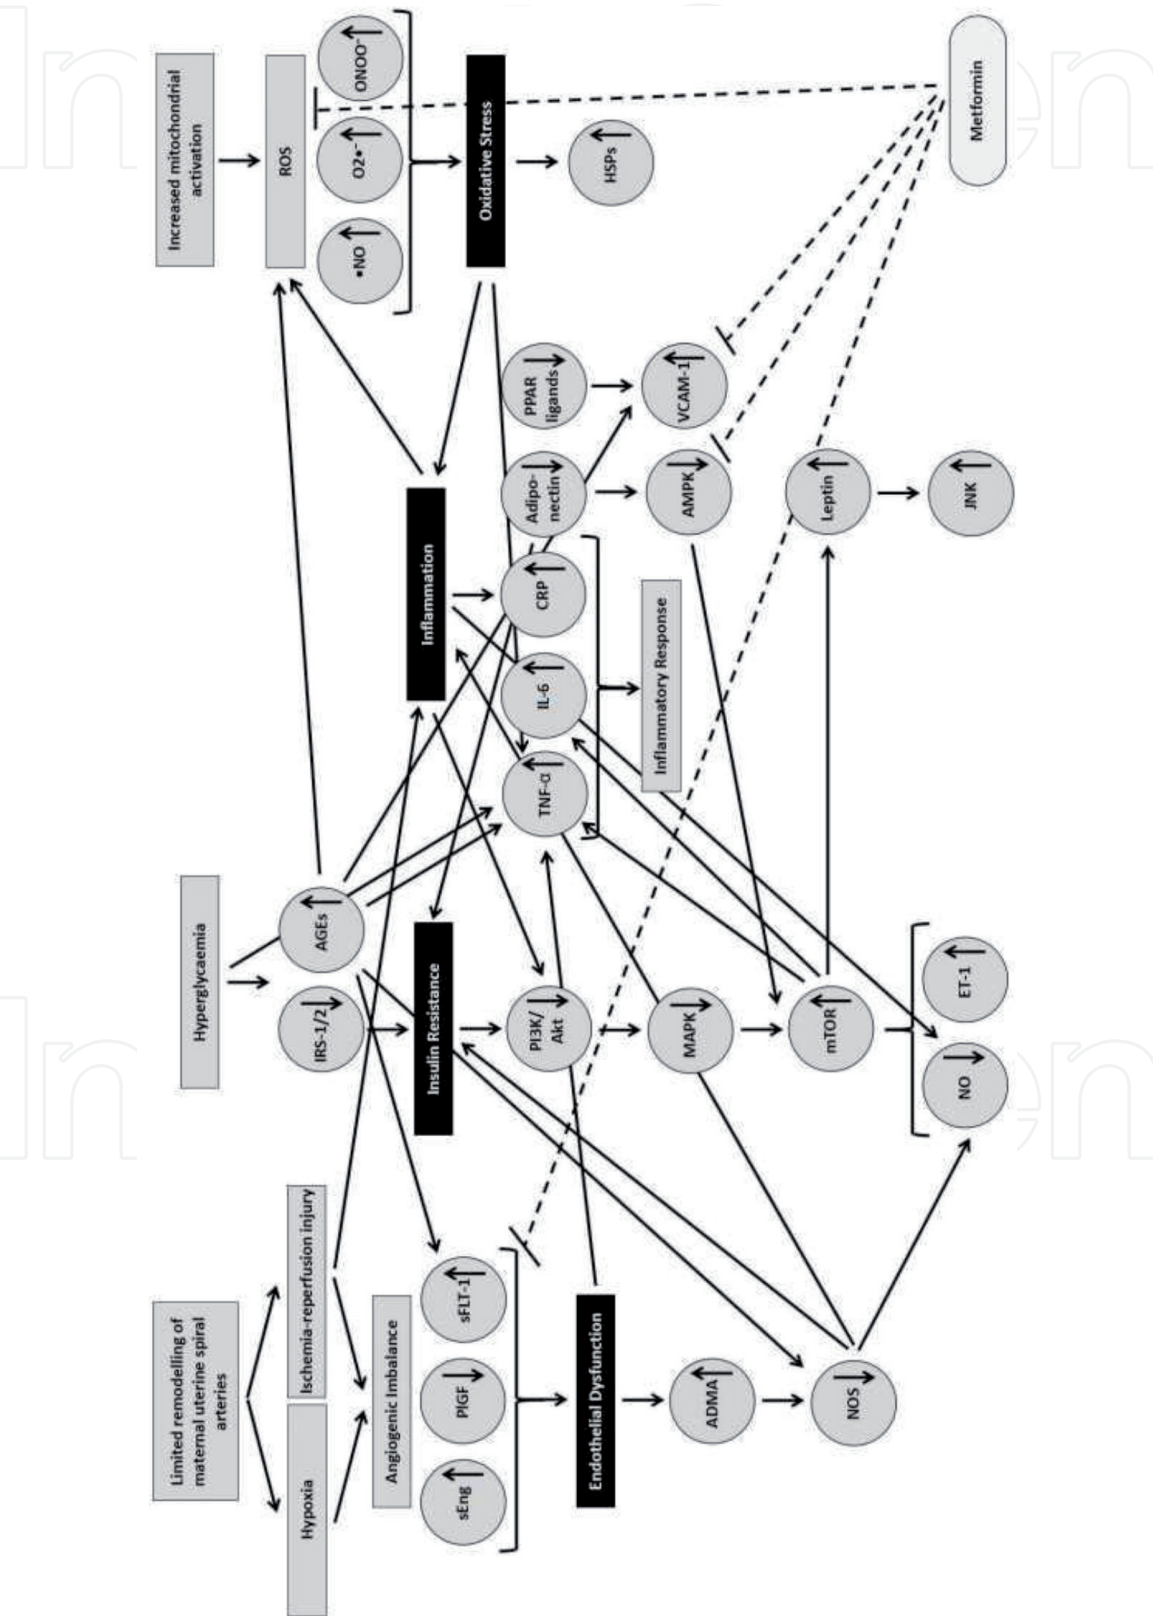 Limited remodelling of
maternal uterine spiral
arteries
Hyperglycaemia
Increased mitochondrial
activation
Hypoxia
Ischemia-reperfusion injury
IRS-1/2
AGEs
ROS
Angiogenic Imbalance
•NO
O2•-
ONOO-
sEng
PlGF
sFLT-1
Insulin Resistance
Inflammation
Oxidative Stress
Endothelial Dysfunction
PI3K/
Akt
TNF-α
IL-6
CRP
Adipo-
nectin
PPAR
ligands
HSPs
ADMA
MAPK
Inflammatory Response
AMPK
VCAM-1
NOS
mTOR
Leptin
NO
ET-1
JNK
Metformin